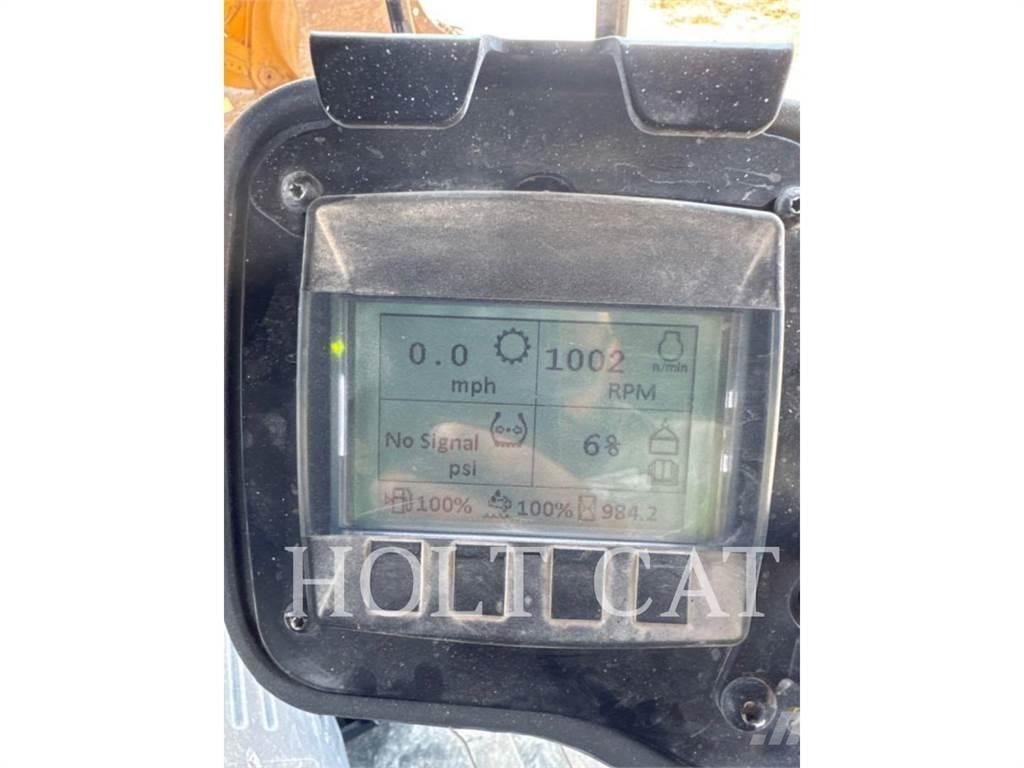 0.0
mph
1002
n/min
RPM
No Signal
psi
6%
100% 100% 984.2
HOLT CAT